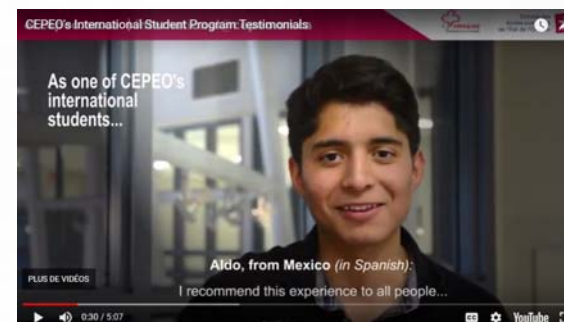 CEPEO's International Student Program Testimonials
As one of CEPEO's
international
students...
Aldo, from Mexico (in Spanish):
I recommend this experience to all people...
PLUS DE VIDÉOS
0:30 / 5:07
CC
YouTube